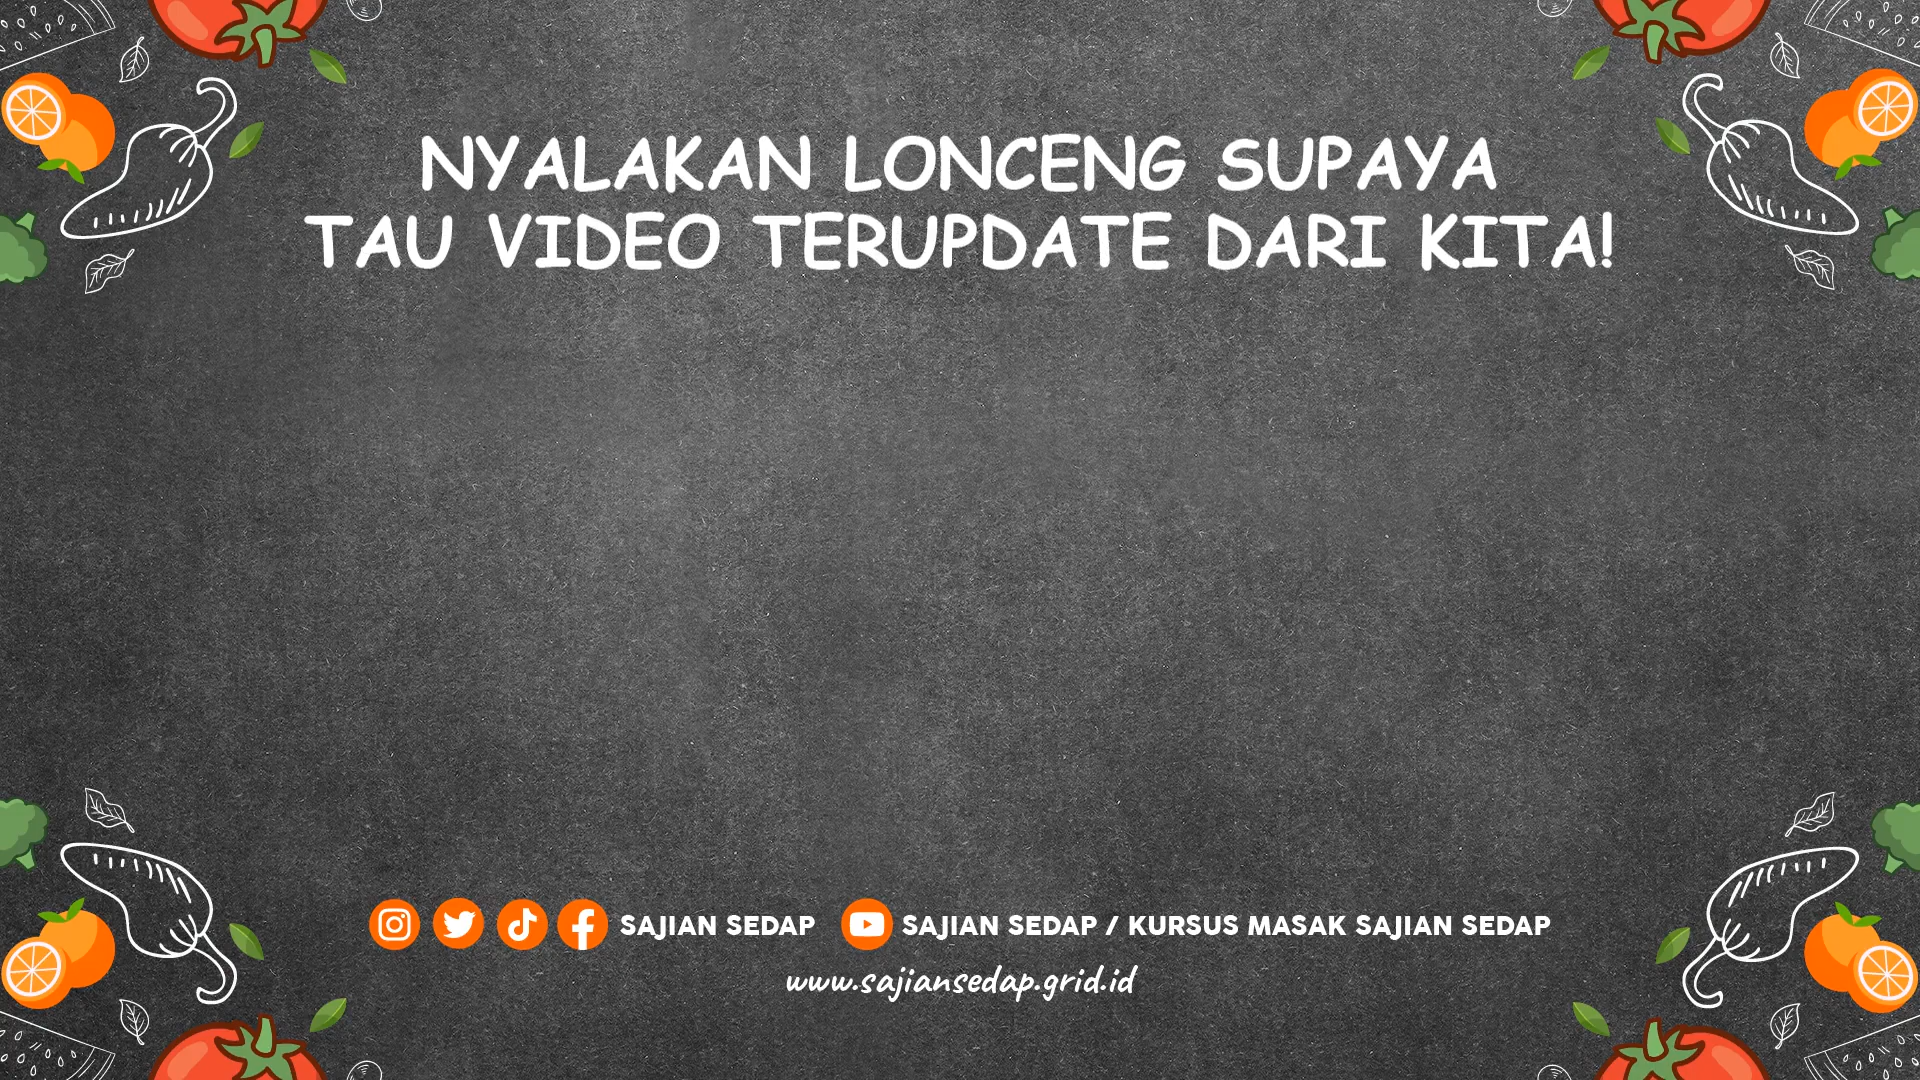 NYALAKAN LONCENG SUPAYA
TAU VIDEO TERUPDATE DARI KITA!
SAJIAN SEDAP SAJIAN SEDAP / KURSUS MASAK SAJIAN SEDAP
www.sajiansedap.grid.id